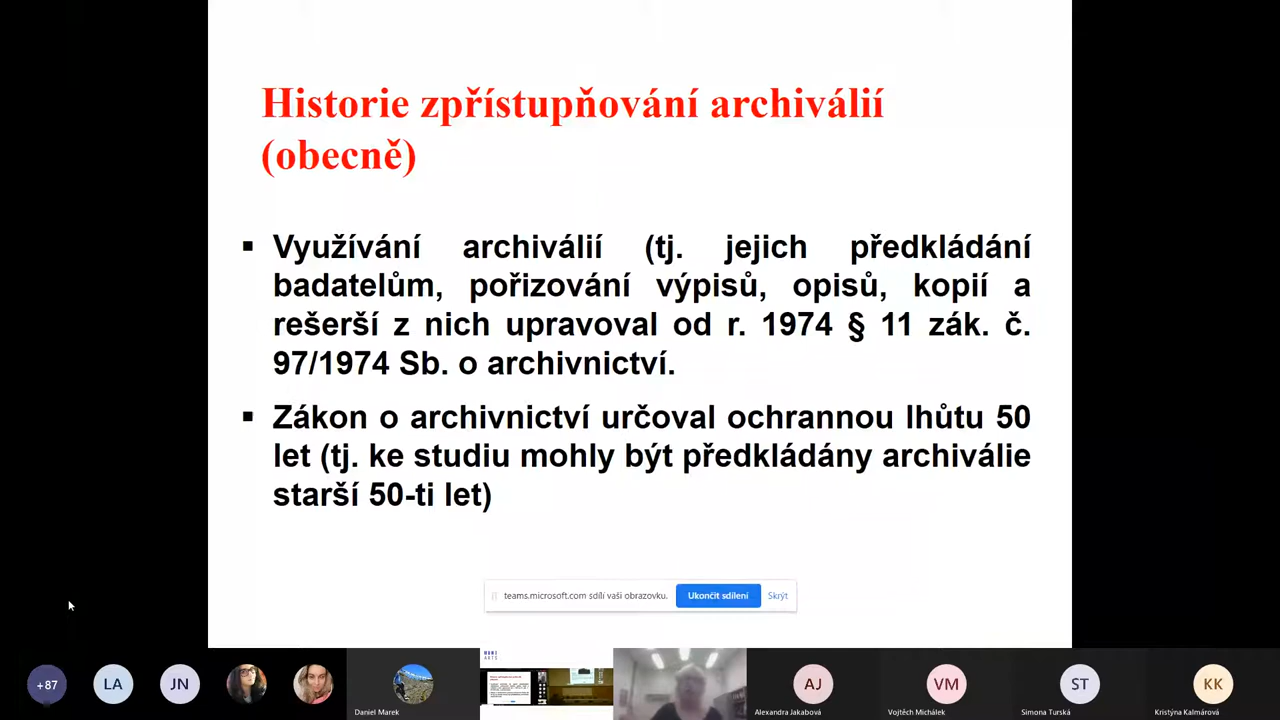 Historie zpřístupňování archiválií
(obecně)
▪ Využívání archiválií (tj. jejich předkládání
badatelům, pořizování výpisů, opisů, kopií a
rešerší z nich upravoval od r. 1974 § 11 zák. č.
97/1974 Sb. o archivnictví.
▪ Zákon o archivnictví určoval ochrannou lhůtu 50
let (tj. ke studiu mohly být předkládány archiválie
starší 50-ti let)
teams.microsoft.com sdílí vaši obrazovku. Ukončit sdílení Skrýt
MUNI
ARTS
+87 LA JN AJ VM ST KK
Daniel Marek Alexandra Jakabová Vojtěch Michálek Simona Turská Kristýna Kalmárová